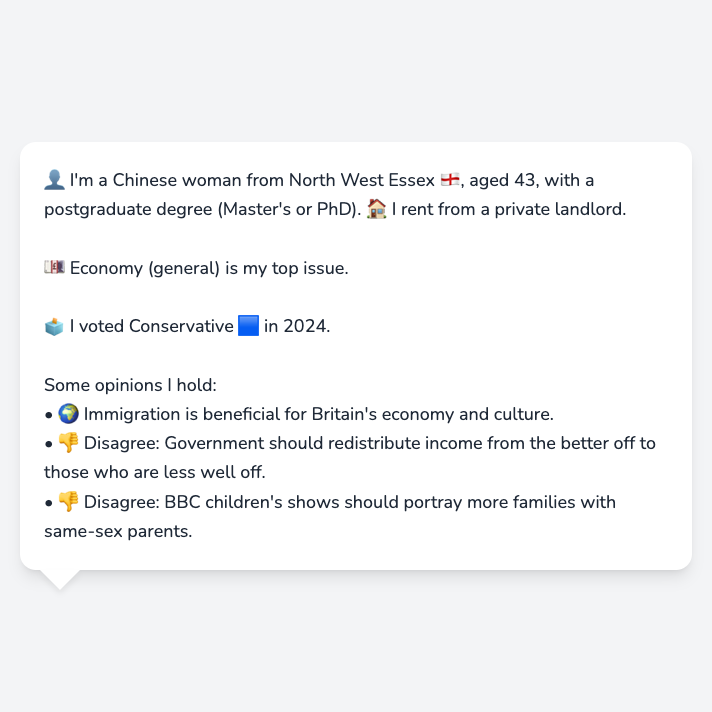 👤 I'm a Chinese woman from North West Essex 🏴󠁧󠁢󠁥󠁮󠁧󠁿, aged 43, with a
postgraduate degree (Master's or PhD). 🏠 I rent from a private landlord.
💷 Economy (general) is my top issue.
🗳️ I voted Conservative 🟦 in 2024.
Some opinions I hold:
• 🌍 Immigration is beneficial for Britain's economy and culture.
• 👎 Disagree: Government should redistribute income from the better off to
those who are less well off.
• 👎 Disagree: BBC children's shows should portray more families with
same-sex parents.